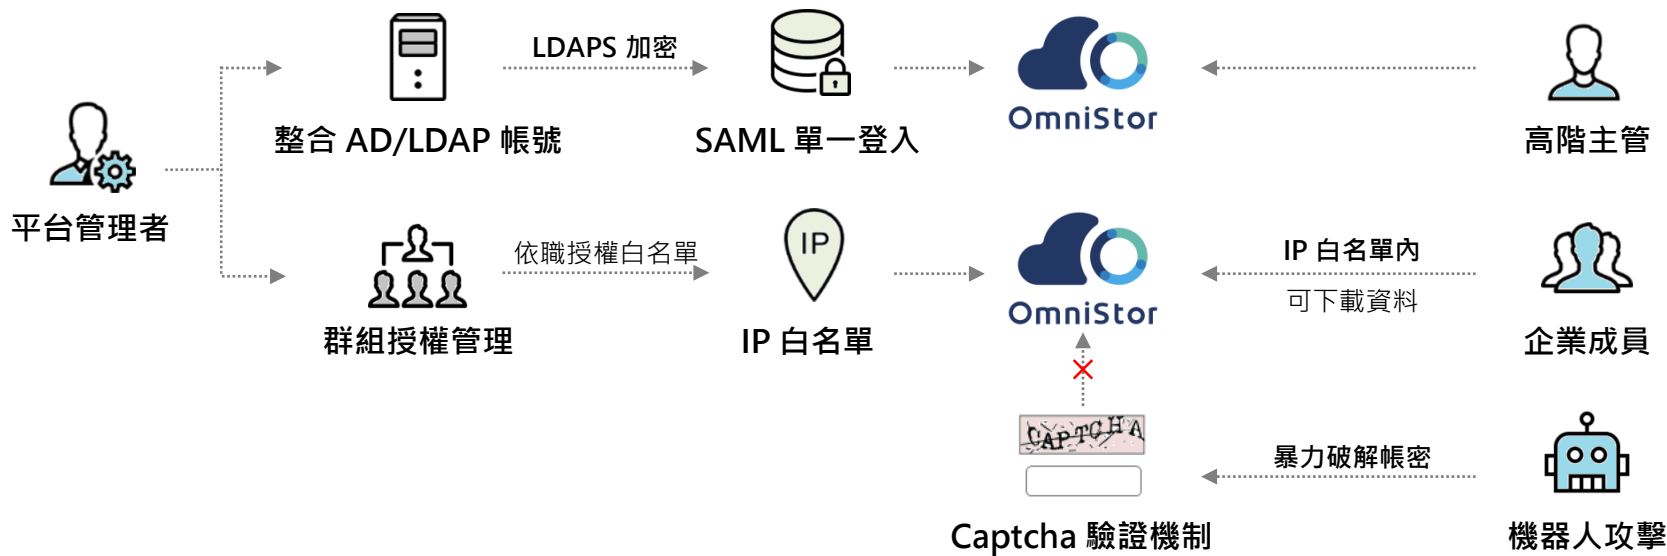 LDAPS 加密
OmniStor
整合 AD/LDAP 帳號
SAML 單一登入
高階主管
平台管理者
依職授權白名單
IP
IP 白名單內
可下載資料
OmniStor
群組授權管理
IP 白名單
企業成員
CAPTCHA
暴力破解帳密
Captcha 驗證機制
機器人攻擊